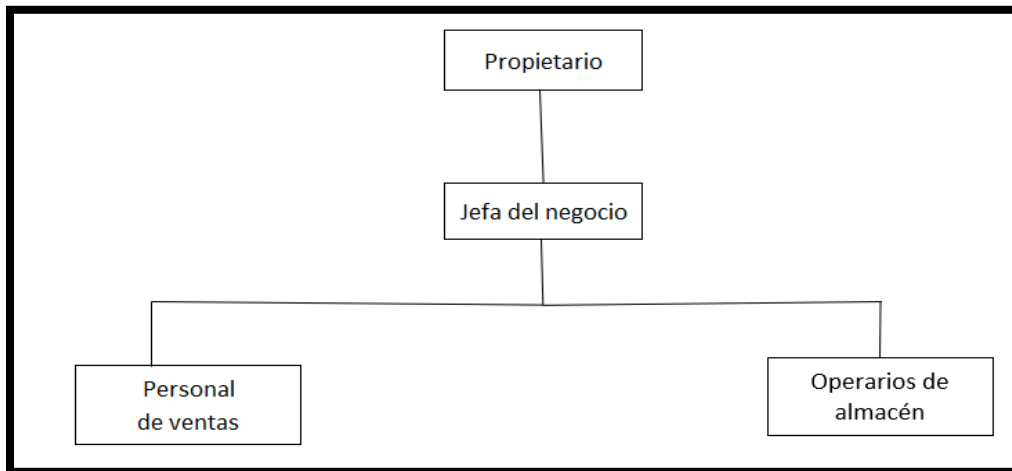 Propietario
Jefa del negocio
Personal
de ventas
Operarios de
almacén